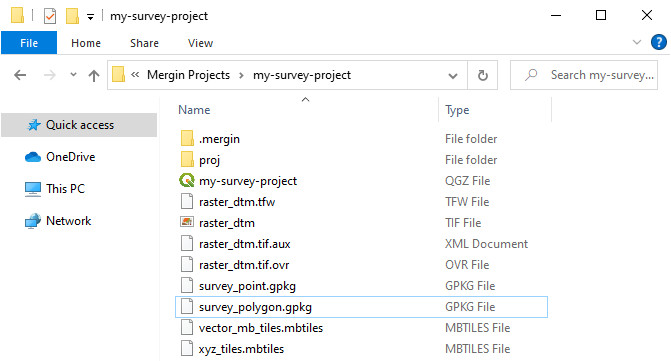 my-survey-project
File Home Share View
« Mergin Projects › my-survey-project Search my-survey...
Name Type
Quick access
OneDrive
This PC
Network
.mergin File folder
proj File folder
my-survey-project QGZ File
raster_dtm.tfw TFW File
raster_dtm TIF File
raster_dtm.tif.aux XML Document
raster_dtm.tif.ovr OVR File
survey_point.gpkg GPKG File
survey_polygon.gpkg GPKG File
vector_mb_tiles.mbtiles MBTILES File
xyz_tiles.mbtiles MBTILES File